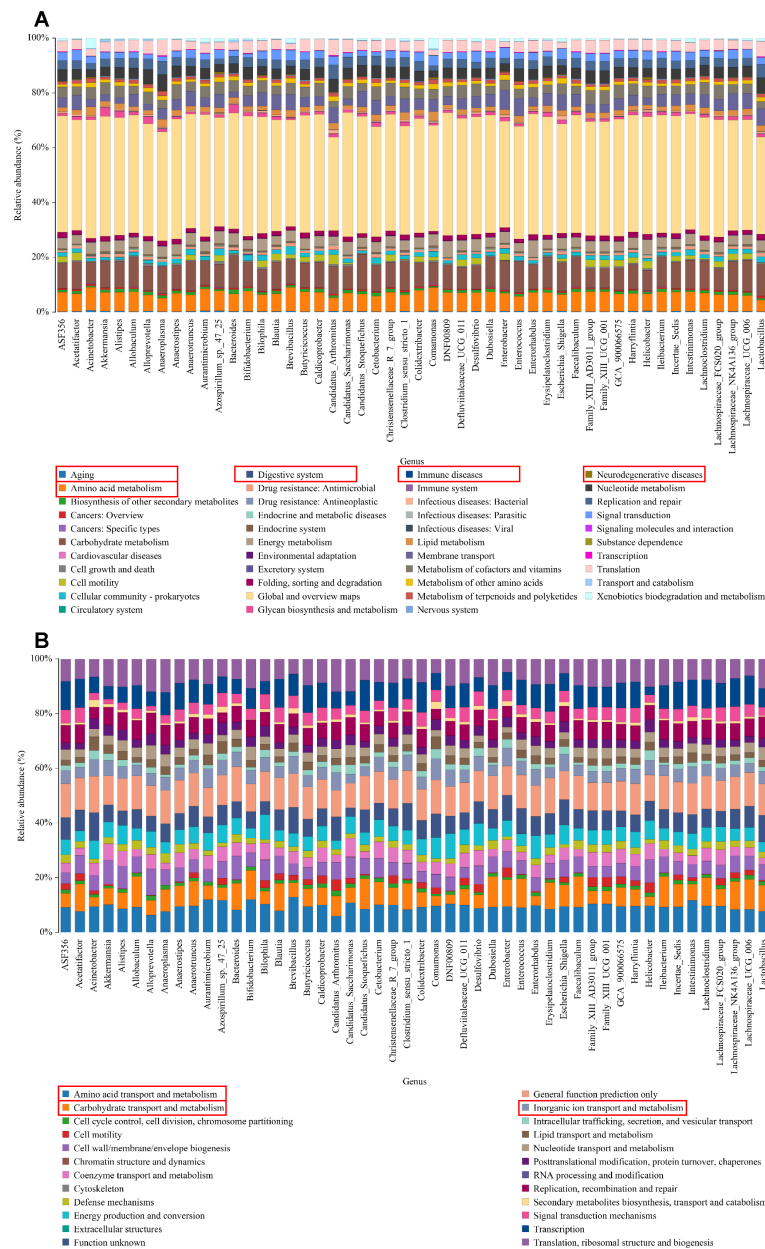 A
100%
80%
60%
40%
20%
0%
Relative abundance (%)
ASF356
Acetatifactor
Acinetobacter
Akkermansia
Alistipes
Allobaculum
Alloprevotella
Anaeroplasma
Anaerostipes
Anaerotruncus
Aurantimicrobium
Azospirillum_sp_47_25
Bacteroides
Bifidobacterium
Bilophila
Blautia
Brevibacillus
Butyricicoccus
Caldicoprobacter
Candidatus_Arthromitus
Candidatus_Saccharimonas
Candidatus_Stoquefichus
Cetobacterium
Christensenellaceae_R_7_group
Clostridium_sensu_stricto_1
Colidextribacter
Comamonas
DNF00809
Defluviitaleaceae_UCG_011
Desulfovibrio
Dubosiella
Enterobacter
Enterococcus
Enterorhabdus
Erysipelatoclostridium
Escherichia_Shigella
Faecalibaculum
Family_XIII_AD3011_group
Family_XIII_UCG_001
GCA_900066575
Harryflintia
Helicobacter
Ileibacterium
Incertae_Sedis
Intestinimonas
Lachnoclostridium
Lachnospiraceae_FCS020_group
Lachnospiraceae_NK4A136_group
Lachnospiraceae_UCG_006
Lactobacillus
Genus
Aging
Amino acid metabolism
Biosynthesis of other secondary metabolites
Cancers: Overview
Cancers: Specific types
Carbohydrate metabolism
Cardiovascular diseases
Cell growth and death
Cell motility
Cellular community - prokaryotes
Circulatory system
Digestive system
Drug resistance: Antimicrobial
Drug resistance: Antineoplastic
Endocrine and metabolic diseases
Endocrine system
Energy metabolism
Environmental adaptation
Excretory system
Folding, sorting and degradation
Global and overview maps
Glycan biosynthesis and metabolism
Immune diseases
Immune system
Infectious diseases: Bacterial
Infectious diseases: Parasitic
Infectious diseases: Viral
Lipid metabolism
Membrane transport
Metabolism of cofactors and vitamins
Metabolism of other amino acids
Metabolism of terpenoids and polyketides
Nervous system
Neurodegenerative diseases
Nucleotide metabolism
Replication and repair
Signal transduction
Signaling molecules and interaction
Substance dependence
Transcription
Translation
Transport and catabolism
Xenobiotics biodegradation and metabolism
B
100%
80%
60%
40%
20%
0%
Relative abundance (%)
ASF356
Acetatifactor
Acinetobacter
Akkermansia
Alistipes
Allobaculum
Alloprevotella
Anaeroplasma
Anaerostipes
Anaerotruncus
Aurantimicrobium
Azospirillum_sp_47_25
Bacteroides
Bifidobacterium
Bilophila
Blautia
Brevibacillus
Butyricicoccus
Caldicoprobacter
Candidatus_Arthromitus
Candidatus_Saccharimonas
Candidatus_Stoquefichus
Cetobacterium
Christensenellaceae_R_7_group
Clostridium_sensu_stricto_1
Colidextribacter
Comamonas
DNF00809
Defluviitaleaceae_UCG_011
Desulfovibrio
Dubosiella
Enterobacter
Enterococcus
Enterorhabdus
Erysipelatoclostridium
Escherichia_Shigella
Faecalibaculum
Family_XIII_AD3011_group
Family_XIII_UCG_001
GCA_900066575
Harryflintia
Helicobacter
Ileibacterium
Incertae_Sedis
Intestinimonas
Lachnoclostridium
Lachnospiraceae_FCS020_group
Lachnospiraceae_NK4A136_group
Lachnospiraceae_UCG_006
Lactobacillus
Genus
Amino acid transport and metabolism
Carbohydrate transport and metabolism
Cell cycle control, cell division, chromosome partitioning
Cell motility
Cell wall/membrane/envelope biogenesis
Chromatin structure and dynamics
Coenzyme transport and metabolism
Cytoskeleton
Defense mechanisms
Energy production and conversion
Extracellular structures
Function unknown
General function prediction only
Inorganic ion transport and metabolism
Intracellular trafficking, secretion, and vesicular transport
Lipid transport and metabolism
Nucleotide transport and metabolism
Posttranslational modification, protein turnover, chaperones
RNA processing and modification
Replication, recombination and repair
Secondary metabolites biosynthesis, transport and catabolism
Signal transduction mechanisms
Transcription
Translation, ribosomal structure and biogenesis